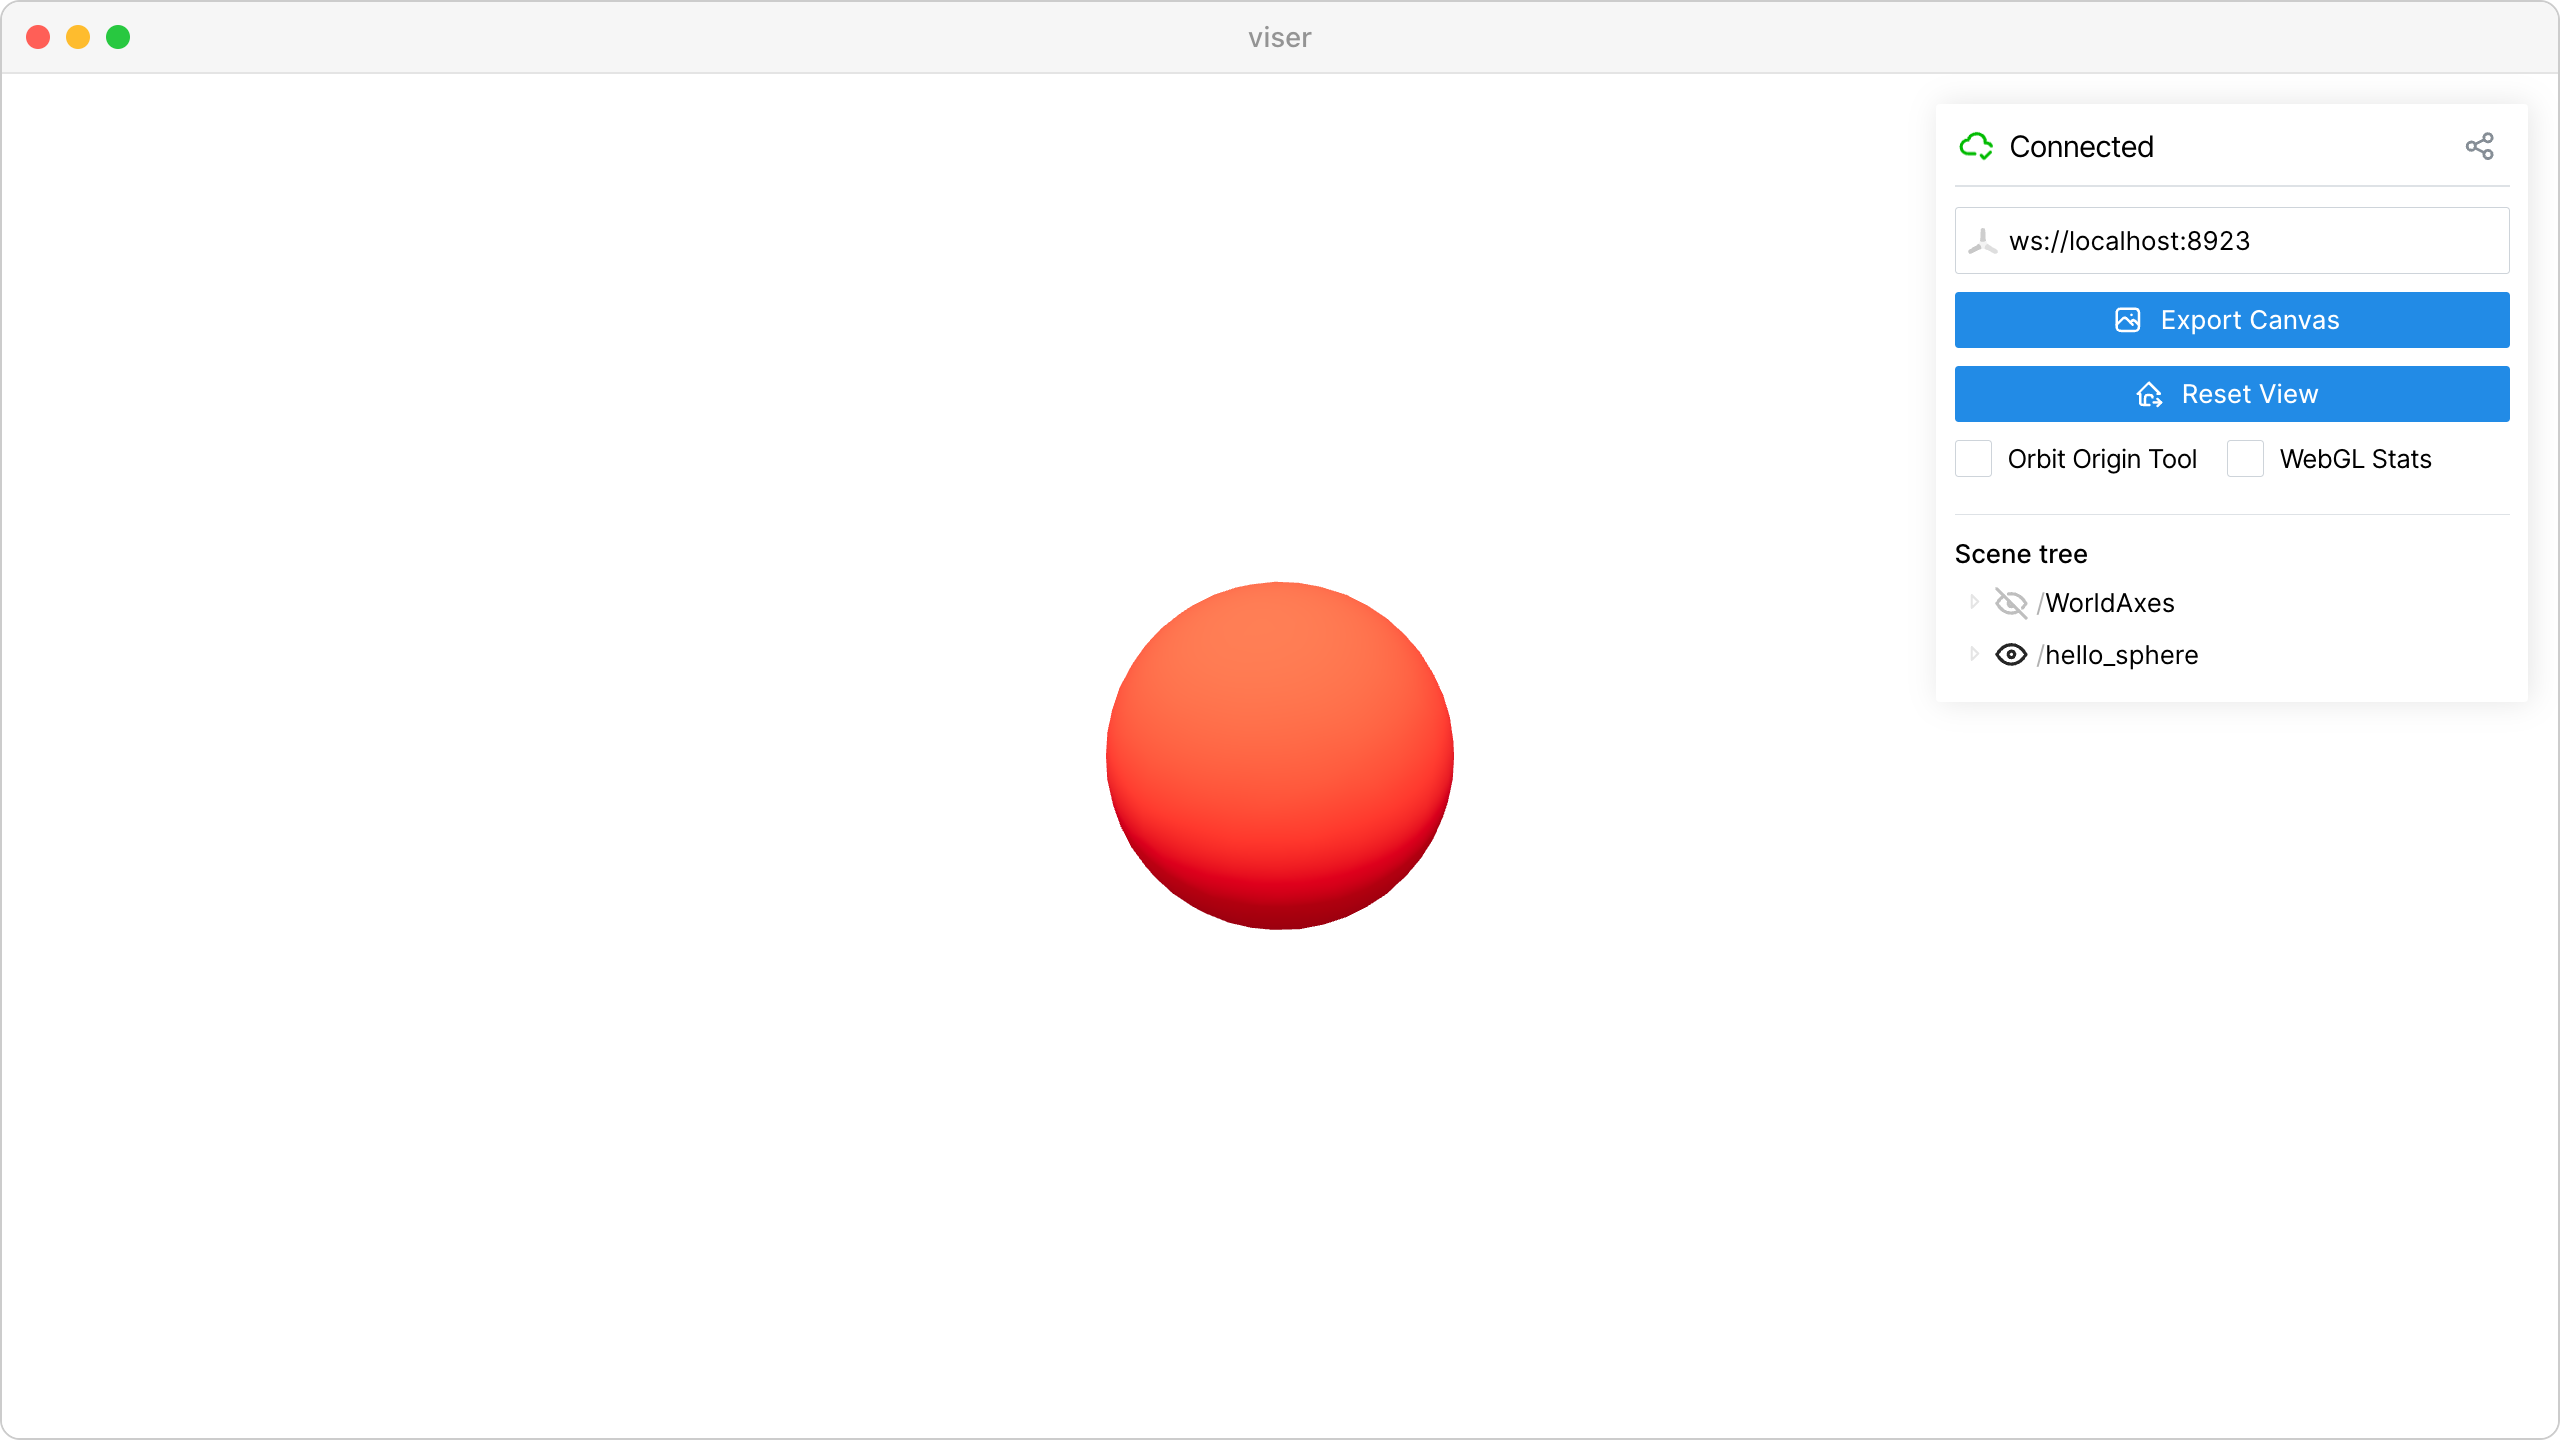 viser
Connected
ws://localhost:8923
Export Canvas
Reset View
Orbit Origin Tool WebGL Stats
Scene tree
/WorldAxes
/hello_sphere